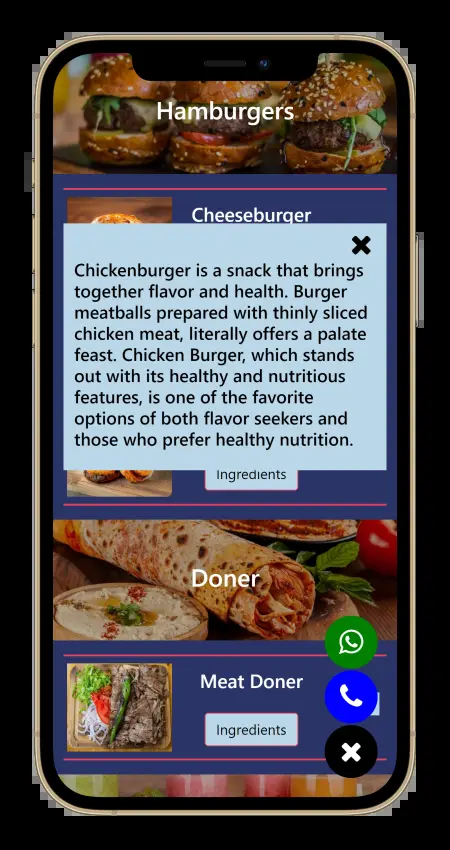 Hamburgers
Cheeseburger
Chickenburger is a snack that brings
together flavor and health. Burger
meatballs prepared with thinly sliced
chicken meat, literally offers a palate
feast. Chicken Burger, which stands
out with its healthy and nutritious
features, is one of the favorite
options of both flavor seekers and
those who prefer healthy nutrition.
Ingredients
Doner
Meat Doner
Ingredients